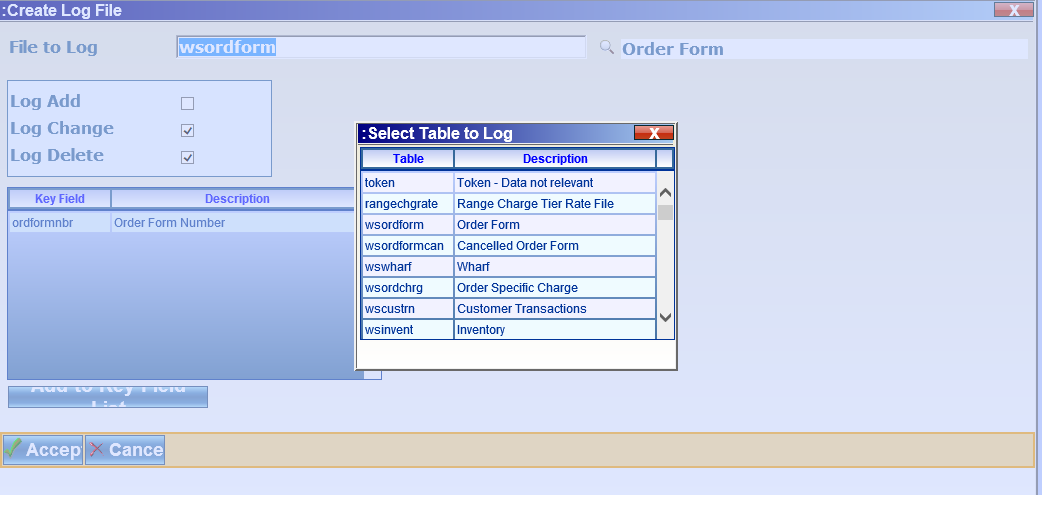 :Create Log File X
File to Log wsordform Order Form
Log Add
Log Change
Log Delete
Key Field Description
ordformnbr Order Form Number
Add to Key Field
List
Accep Cance
:Select Table to Log X
Table Description
token Token - Data not relevant
rangechgrate Range Charge Tier Rate File
wsordform Order Form
wsordformcan Cancelled Order Form
wswharf Wharf
wsordchrg Order Specific Charge
wscustrn Customer Transactions
wsinvent Inventory